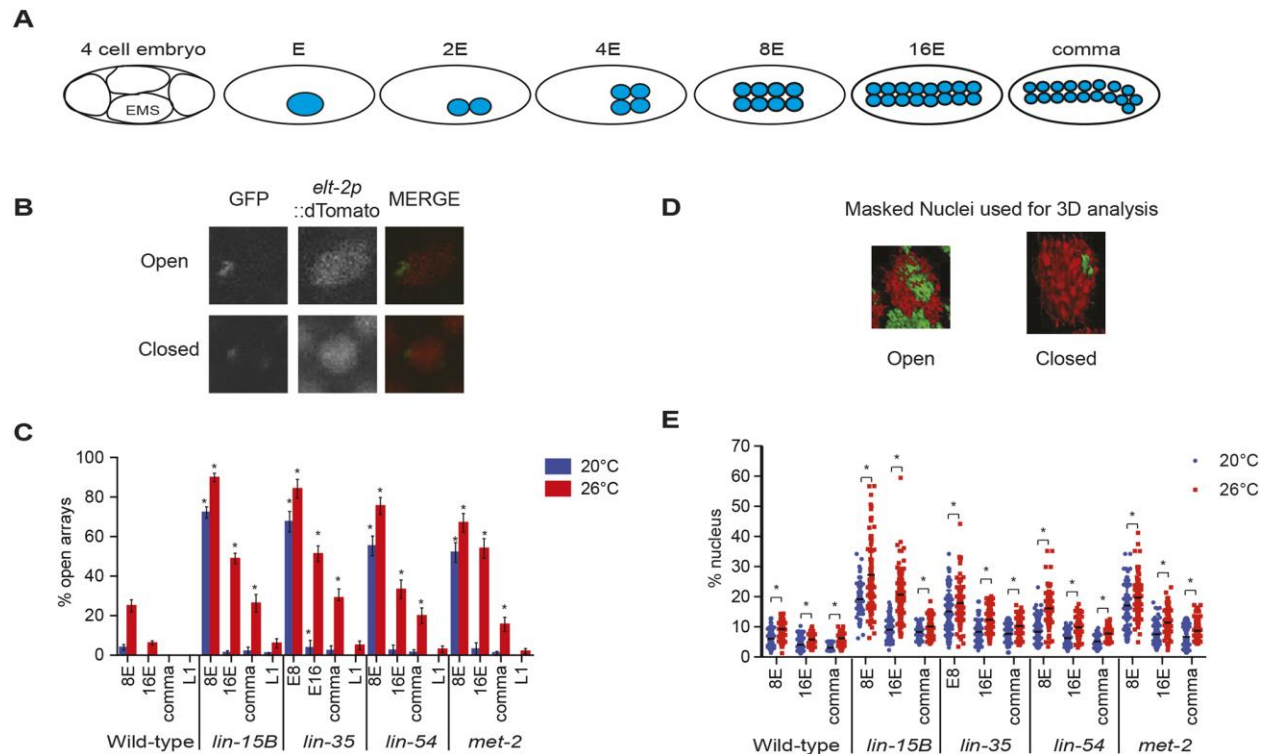 A
4 cell embryo E 2E 4E 8E 16E comma
EMS
B
GFP elt-2p ::dTomato MERGE
Open
Closed
D
Masked Nuclei used for 3D analysis
Open Closed
C
% open arrays
100
80
60
40
20
0
20°C
26°C
8E 16E comma L1 8E 16E comma L1 E8 E16 comma L1 8E 16E comma L1 8E 16E comma L1
Wild-type lin-15B lin-35 lin-54 met-2
* * * * * * * * * * * * * * * * *
E
% nucleus
70
60
50
40
30
20
10
0
20°C
26°C
* * * * * * * * * * * * * * *
8E 16E comma 8E 16E comma E8 16E comma 8E 16E comma 8E 16E comma
Wild-type lin-15B lin-35 lin-54 met-2